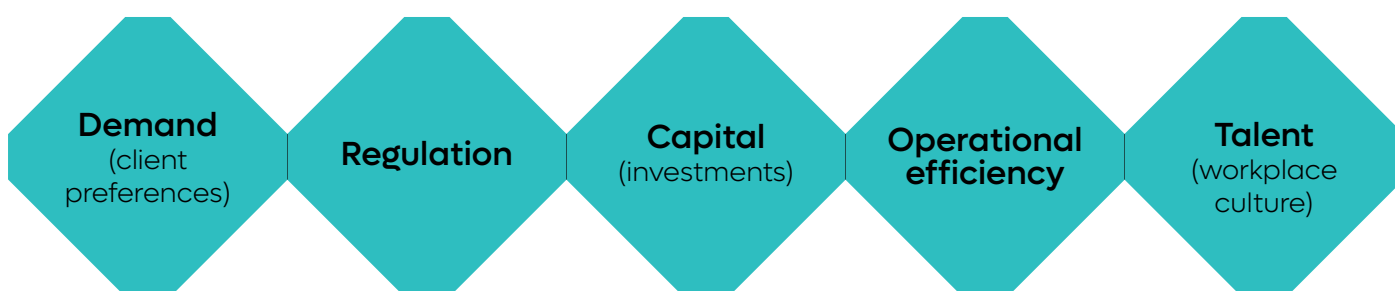 Demand
(client
preferences)
Regulation
Capital
(investments)
Operational
efficiency
Talent
(workplace
culture)